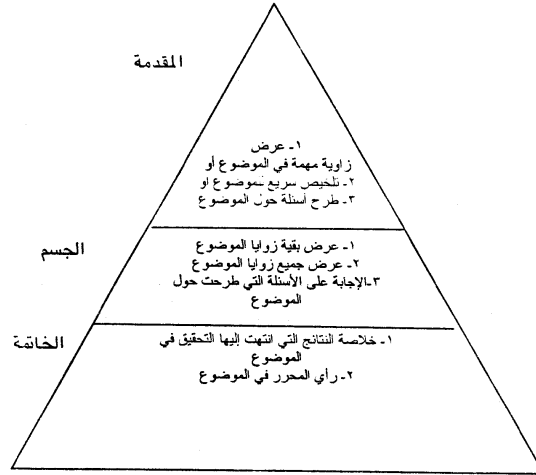 المقدمة
١- عرض
زاوية مهمة في الموضوع أو
٢- تلخيص سريع للموضوع او
٣- طرح أسئلة حول الموضوع
الجسم
١- عرض بقية زوايا الموضوع
٢- عرض جميع زوايا الموضوع
٣-الإجابة على الأسئلة التي طرحت حول
الموضوع
الخاتمة
١- خلاصة النتائج التي انتهت إليها التحقيق في
الموضوع
٢- رأي المحرر في الموضوع